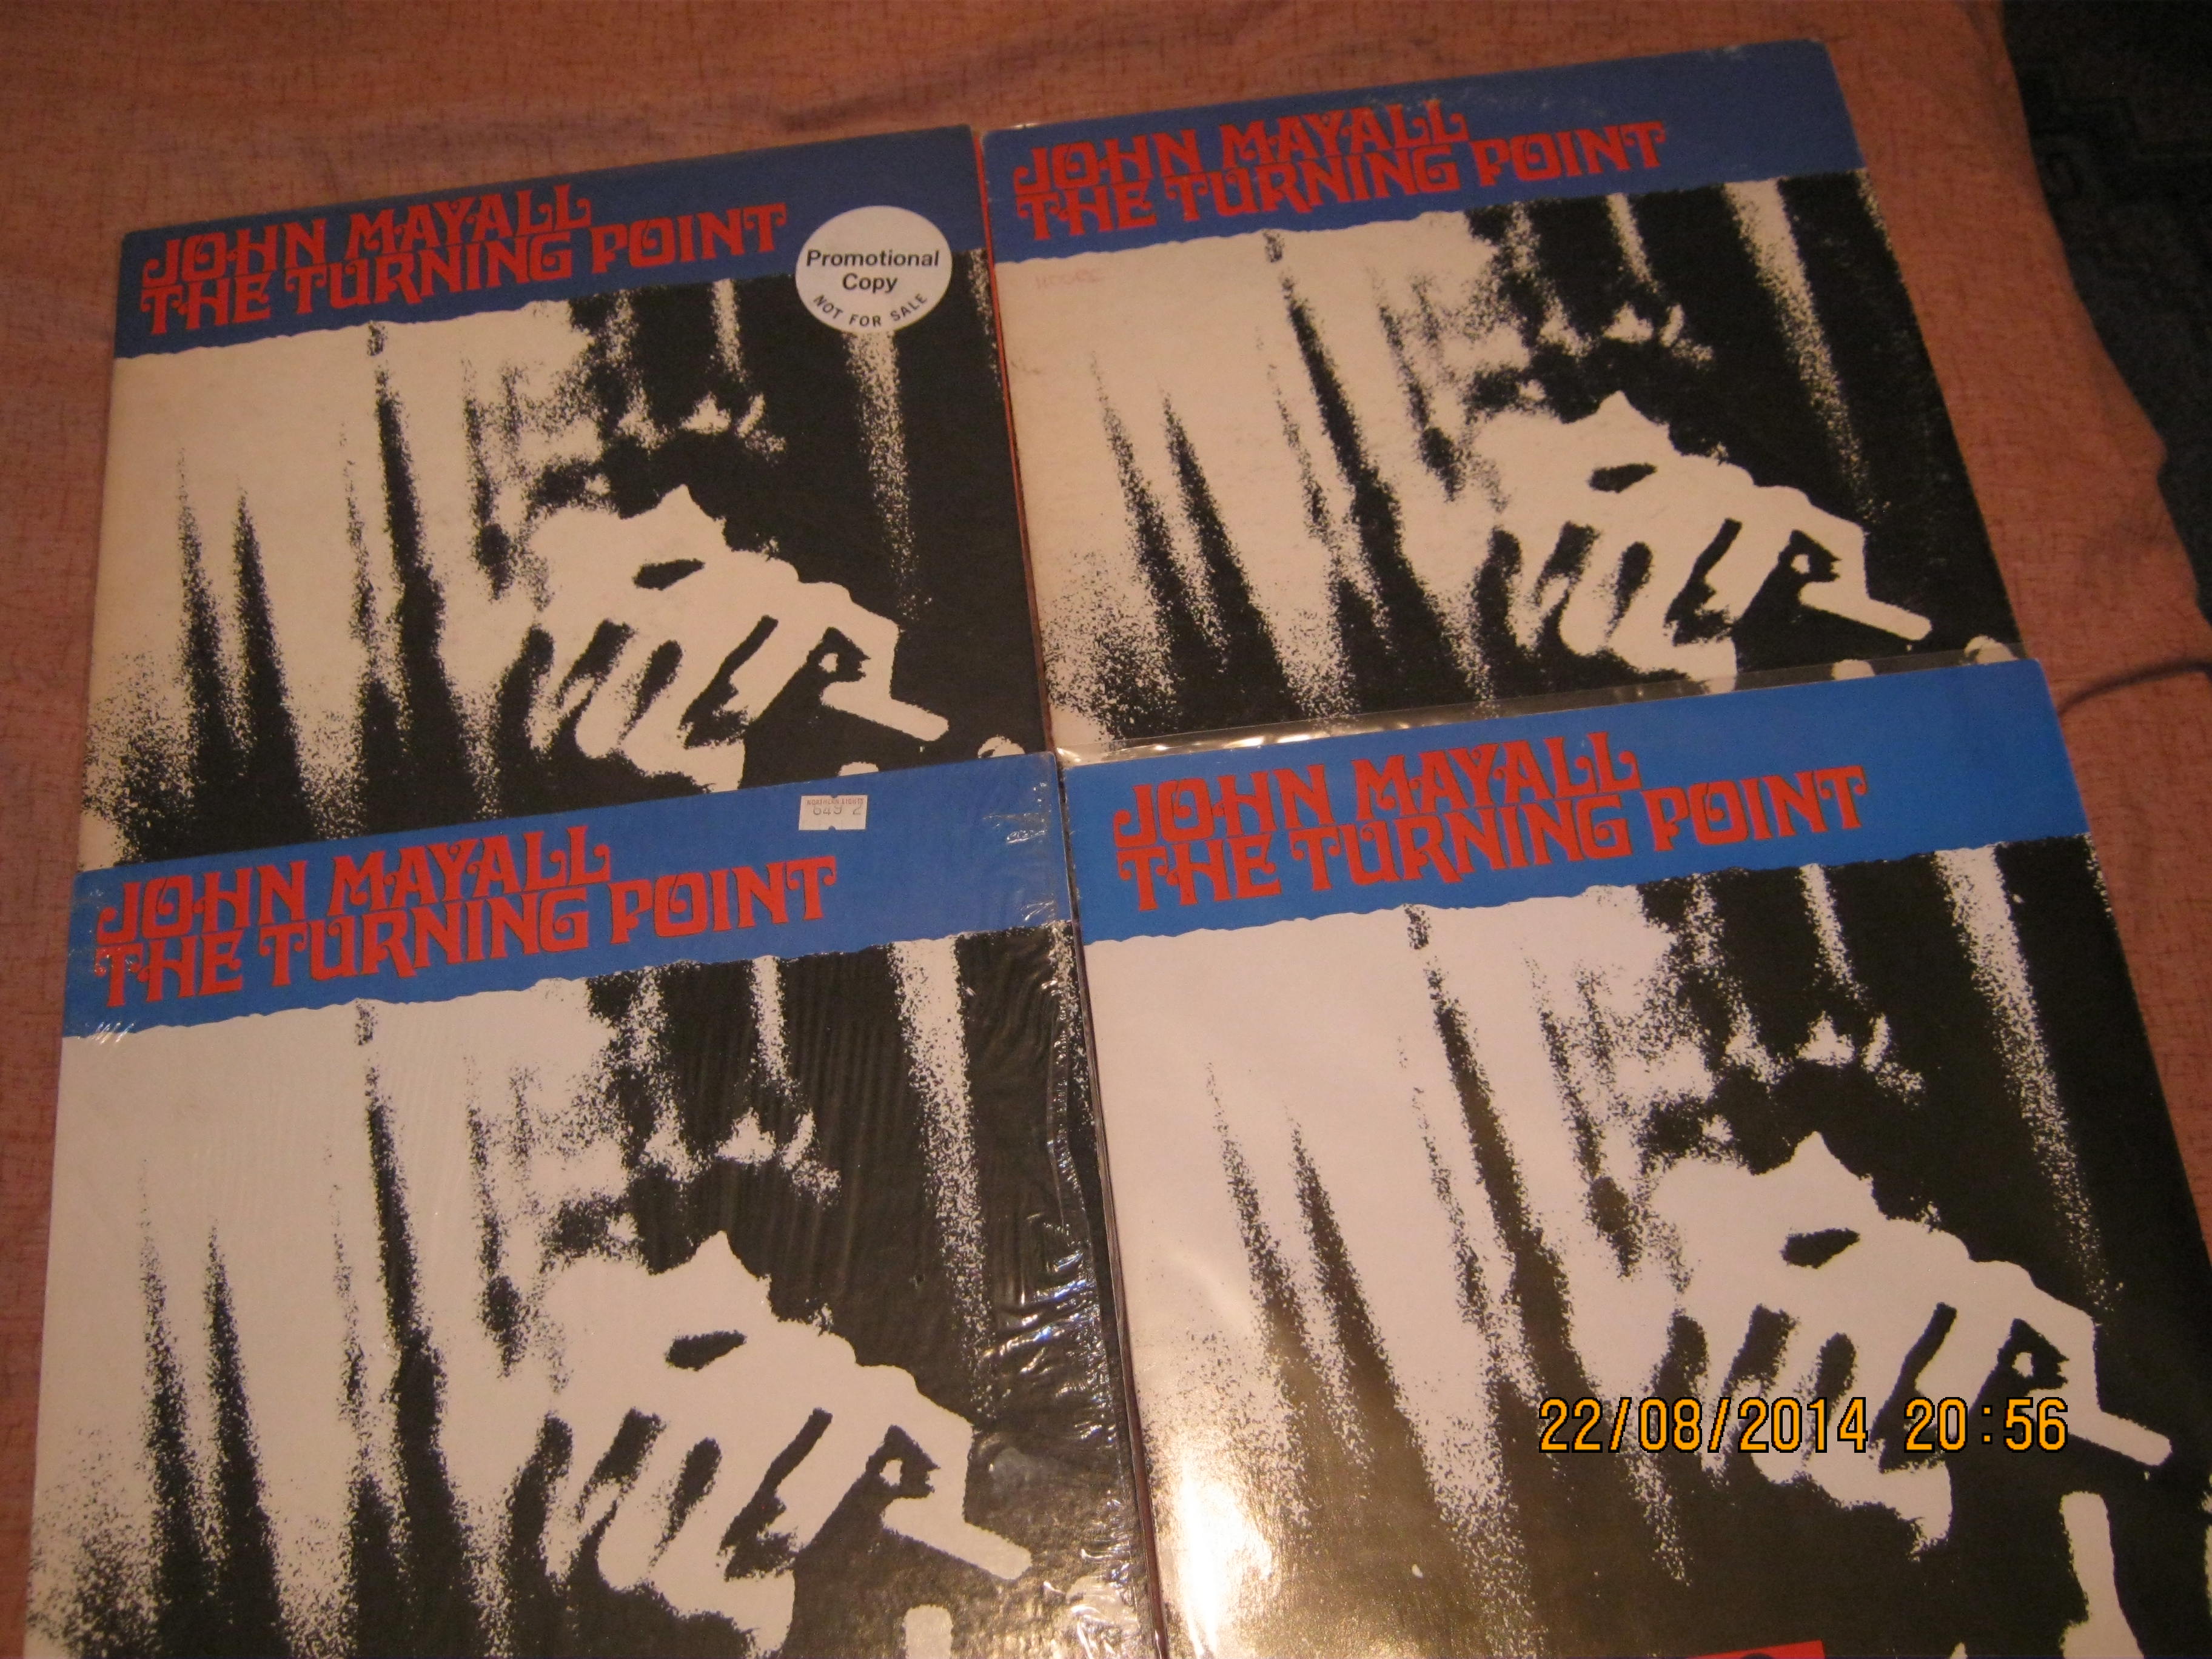 JOHN MAYALL
THE TURNING POINT
Promotional
Copy
NOT FOR SALE
JOHN MAYALL
THE TURNING POINT
JOHN MAYALL
THE TURNING POINT
JOHN MAYALL
THE TURNING POINT
22/08/2014 20:56